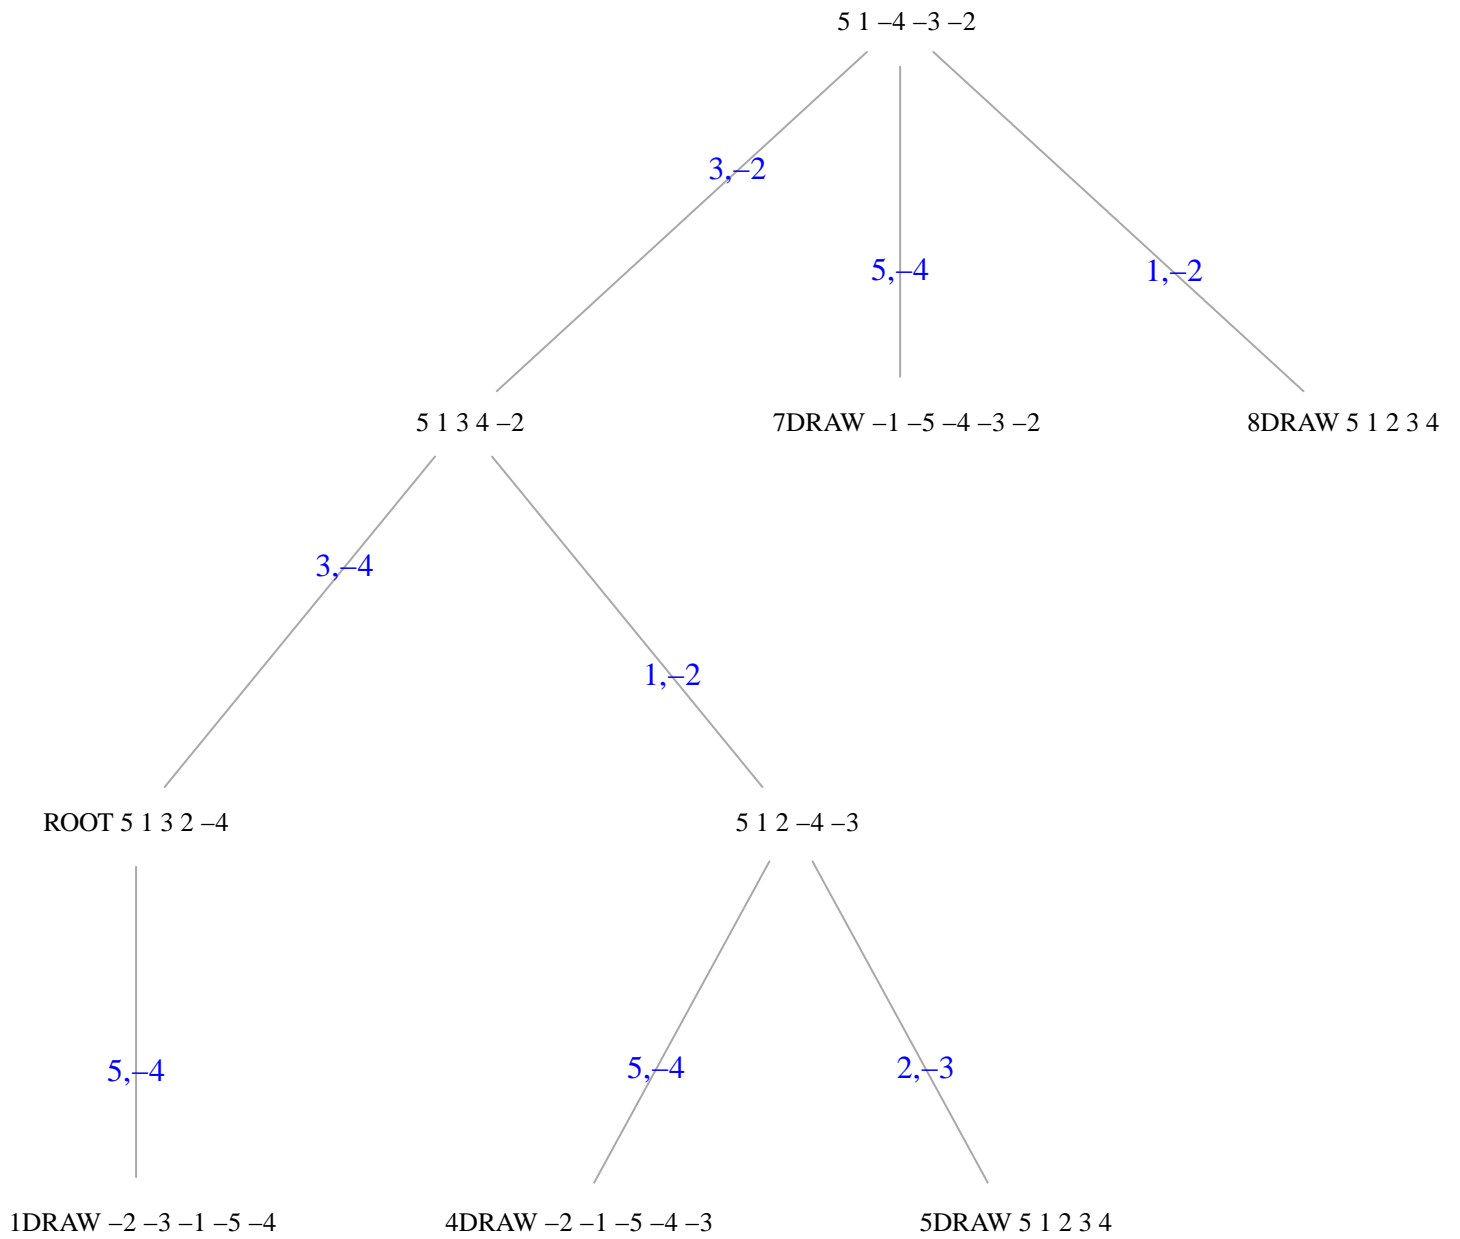 5 1 –4 –3 –2
3,–2
5,–4
1,–2
5 1 3 4 –2
7DRAW –1 –5 –4 –3 –2
8DRAW 5 1 2 3 4
3,–4
1,–2
ROOT 5 1 3 2 –4
5 1 2 –4 –3
5,–4
5,–4
2,–3
1DRAW –2 –3 –1 –5 –4
4DRAW –2 –1 –5 –4 –3
5DRAW 5 1 2 3 4